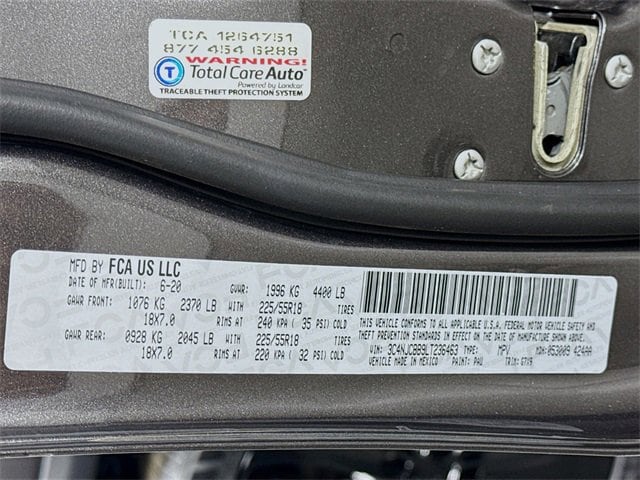 TCA 1264751
877 454 6288
WARNING!
T Total Care Auto
Powered by Landcar
TRACEABLE THEFT PROTECTION SYSTEM
MFD BY FCA US LLC
DATE OF MFR(BUILT): 6-20 GVWR: 1996 KG 4400 LB
GAWR FRONT: 1076 KG 2370 LB WITH 225/55R18 TIRES
18X7.0 RIMS AT 240 KPA ( 35 PSI) COLD
GAWR REAR: 0928 KG 2045 LB WITH 225/55R18 TIRES
18X7.0 RIMS AT 220 KPA ( 32 PSI) COLD
THIS VEHICLE CONFORMS TO ALL APPLICABLE U.S.A. FEDERAL MOTOR VEHICLE SAFETY AND
THEFT PREVENTION STANDARDS IN EFFECT ON THE DATE OF MANUFACTURE SHOWN ABOVE.
VIN: 3C4NJCBB9LT236463 TYPE: MPV MDH: 053009 424AA
VEHICLE MADE IN MEXICO PAINT: PAU TRIM: G7X9